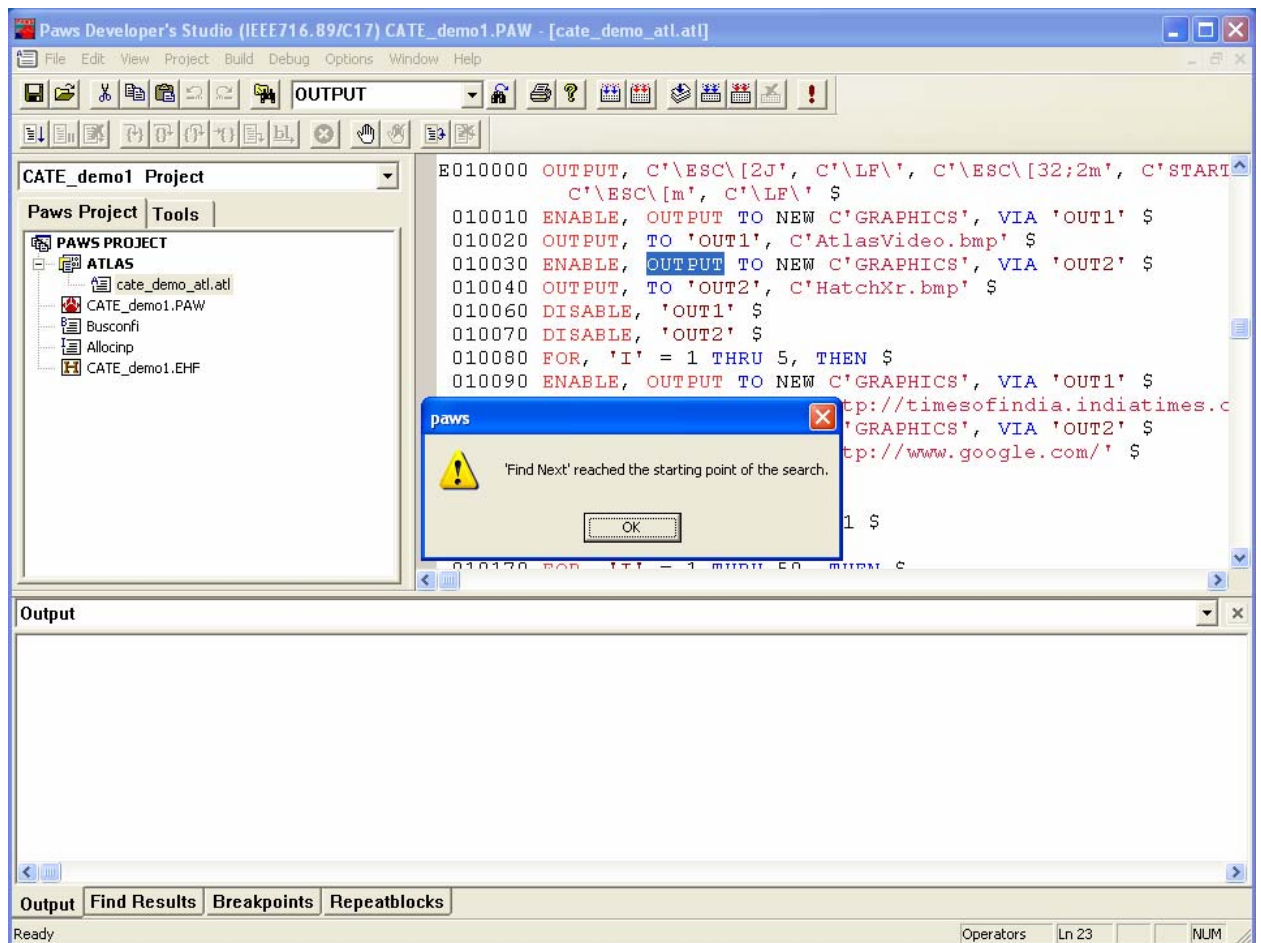 Paws Developer's Studio (IEEE716.89/C17) CATE_demo1.PAW - [cate_demo_atl.atl]
File Edit View Project Build Debug Options Window Help
OUTPUT
CATE_demo1 Project
Paws Project Tools
PAWS PROJECT
ATLAS
cate_demo_atl.atl
CATE_demo1.PAW
Busconfi
Allocinp
CATE_demo1.EHF
E010000 OUTPUT, C'\ESC\[2J', C'\LF\', C'\ESC\[32;2m', C'START
C'\ESC\[m', C'\LF\' $
010010 ENABLE, OUTPUT TO NEW C'GRAPHICS', VIA 'OUT1' $
010020 OUTPUT, TO 'OUT1', C'AtlasVideo.bmp' $
010030 ENABLE, OUTPUT TO NEW C'GRAPHICS', VIA 'OUT2' $
010040 OUTPUT, TO 'OUT2', C'HatchXr.bmp' $
010060 DISABLE, 'OUT1' $
010070 DISABLE, 'OUT2' $
010080 FOR, 'I' = 1 THRU 5, THEN $
010090 ENABLE, OUTPUT TO NEW C'GRAPHICS', VIA 'OUT1' $
tp://timesofindia.indiatimes.c
'GRAPHICS', VIA 'OUT2' $
tp://www.google.com/' $
1 $
010170 FOR, 'I' = 1 THRU 50, THEN $
paws
'Find Next' reached the starting point of the search.
OK
Output
Output Find Results Breakpoints Repeatblocks
Ready Operators Ln 23 NUM